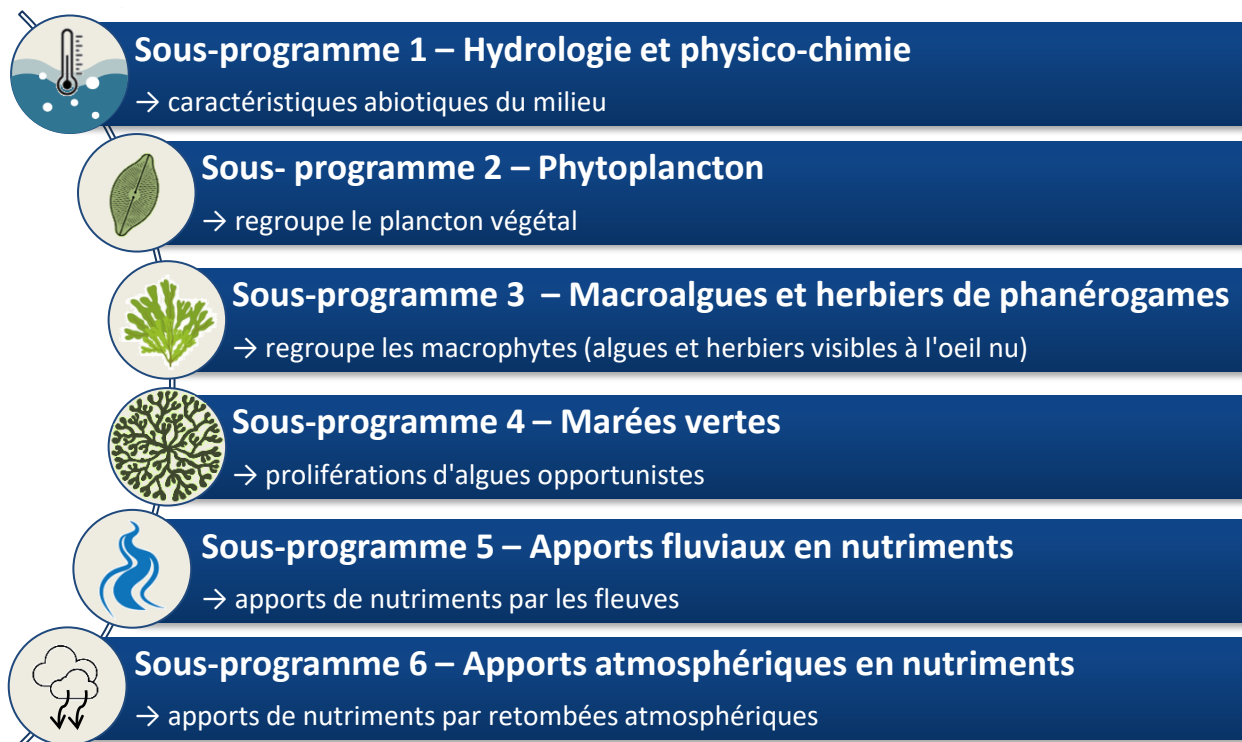 Sous-programme 1 – Hydrologie et physico-chimie
→ caractéristiques abiotiques du milieu
Sous- programme 2 – Phytoplancton
→ regroupe le plancton végétal
Sous-programme 3 – Macroalgues et herbiers de phanérogames
→ regroupe les macrophytes (algues et herbiers visibles à l'oeil nu)
Sous-programme 4 – Marées vertes
→ proliférations d'algues opportunistes
Sous-programme 5 – Apports fluviaux en nutriments
→ apports de nutriments par les fleuves
Sous-programme 6 – Apports atmosphériques en nutriments
→ apports de nutriments par retombées atmosphériques